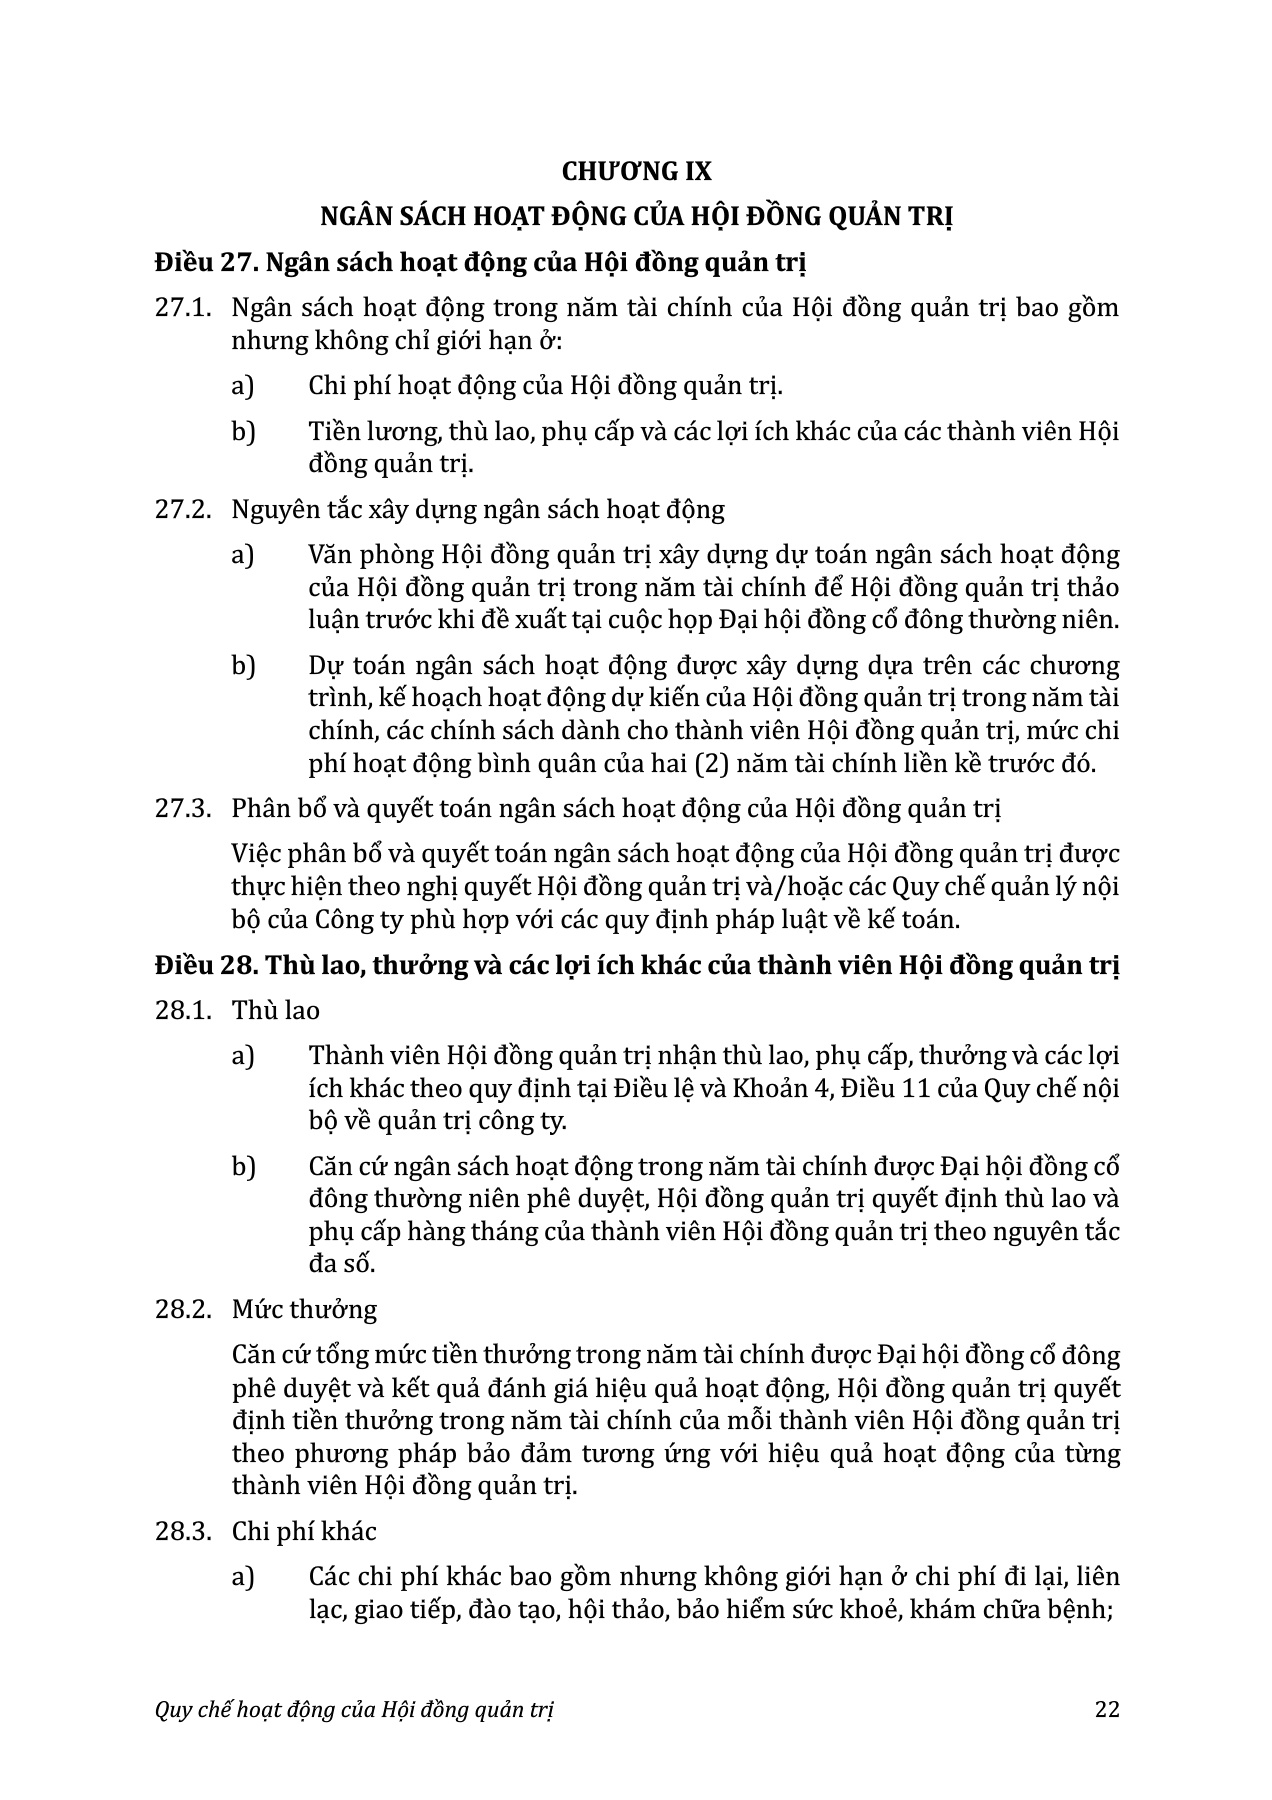 CHƯƠNG IX
NGÂN SÁCH HOẠT ĐỘNG CỦA HỘI ĐỒNG QUẢN TRỊ
Điều 27. Ngân sách hoạt động của Hội đồng quản trị
27.1. Ngân sách hoạt động trong năm tài chính của Hội đồng quản trị bao gồm
nhưng không chỉ giới hạn ở:
a) Chi phí hoạt động của Hội đồng quản trị.
b) Tiền lương, thù lao, phụ cấp và các lợi ích khác của các thành viên Hội
đồng quản trị.
27.2. Nguyên tắc xây dựng ngân sách hoạt động
a) Văn phòng Hội đồng quản trị xây dựng dự toán ngân sách hoạt động
của Hội đồng quản trị trong năm tài chính để Hội đồng quản trị thảo
luận trước khi đề xuất tại cuộc họp Đại hội đồng cổ đông thường niên.
b) Dự toán ngân sách hoạt động được xây dựng dựa trên các chương
trình, kế hoạch hoạt động dự kiến của Hội đồng quản trị trong năm tài
chính, các chính sách dành cho thành viên Hội đồng quản trị, mức chi
phí hoạt động bình quân của hai (2) năm tài chính liền kề trước đó.
27.3. Phân bổ và quyết toán ngân sách hoạt động của Hội đồng quản trị
Việc phân bổ và quyết toán ngân sách hoạt động của Hội đồng quản trị được
thực hiện theo nghị quyết Hội đồng quản trị và/hoặc các Quy chế quản lý nội
bộ của Công ty phù hợp với các quy định pháp luật về kế toán.
Điều 28. Thù lao, thưởng và các lợi ích khác của thành viên Hội đồng quản trị
28.1. Thù lao
a) Thành viên Hội đồng quản trị nhận thù lao, phụ cấp, thưởng và các lợi
ích khác theo quy định tại Điều lệ và Khoản 4, Điều 11 của Quy chế nội
bộ về quản trị công ty.
b) Căn cứ ngân sách hoạt động trong năm tài chính được Đại hội đồng cổ
đông thường niên phê duyệt, Hội đồng quản trị quyết định thù lao và
phụ cấp hàng tháng của thành viên Hội đồng quản trị theo nguyên tắc
đa số.
28.2. Mức thưởng
Căn cứ tổng mức tiền thưởng trong năm tài chính được Đại hội đồng cổ đông
phê duyệt và kết quả đánh giá hiệu quả hoạt động, Hội đồng quản trị quyết
định tiền thưởng trong năm tài chính của mỗi thành viên Hội đồng quản trị
theo phương pháp bảo đảm tương ứng với hiệu quả hoạt động của từng
thành viên Hội đồng quản trị.
28.3. Chi phí khác
a) Các chi phí khác bao gồm nhưng không giới hạn ở chi phí đi lại, liên
lạc, giao tiếp, đào tạo, hội thảo, bảo hiểm sức khoẻ, khám chữa bệnh;
Quy chế hoạt động của Hội đồng quản trị 22